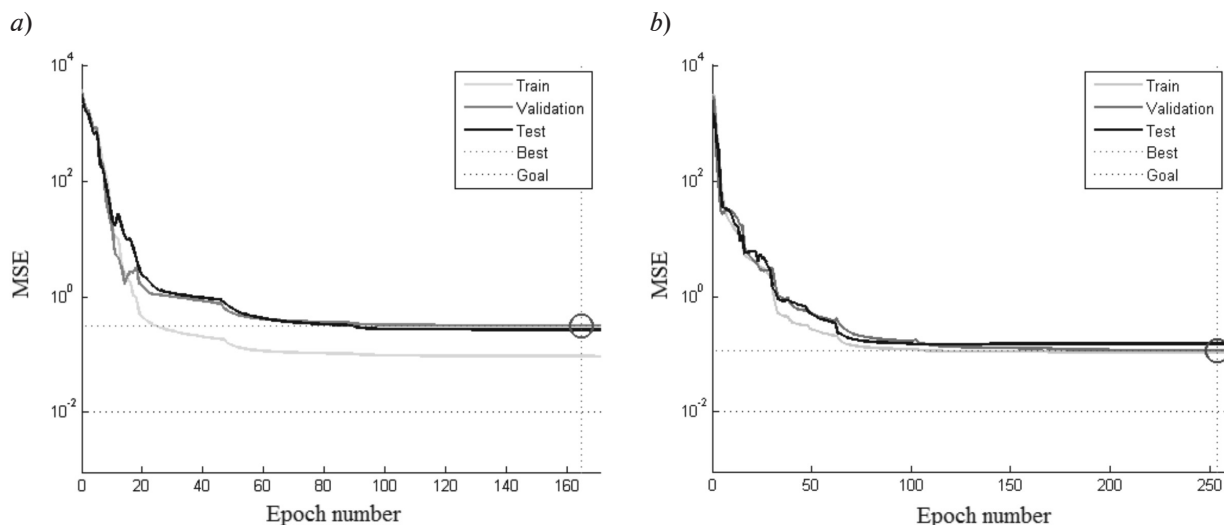 a)
10^4
10^2
10^0
10^-2
MSE
0 20 40 60 80 100 120 140 160
Epoch number
Train
Validation
Test
Best
Goal
b)
10^4
10^2
10^0
10^-2
MSE
0 50 100 150 200 250
Epoch number
Train
Validation
Test
Best
Goal